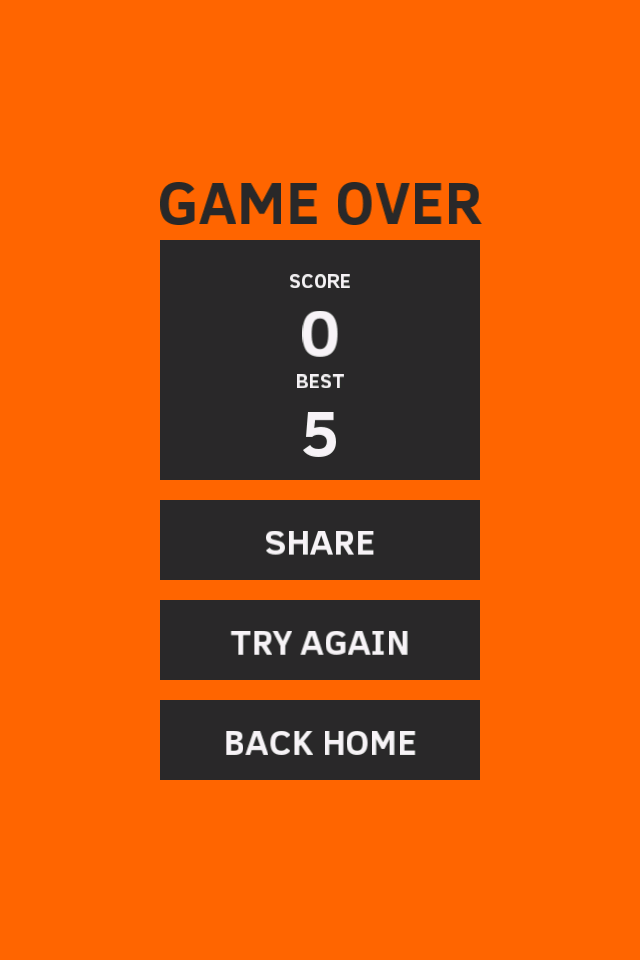 GAME OVER
SCORE
0
BEST
5
SHARE
TRY AGAIN
BACK HOME